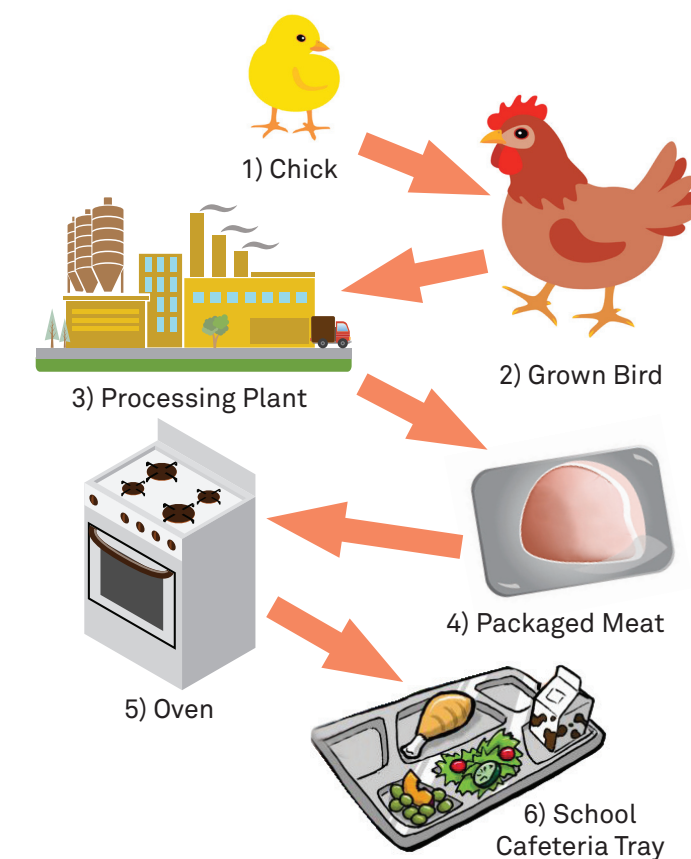 1) Chick
2) Grown Bird
3) Processing Plant
4) Packaged Meat
5) Oven
6) School
Cafeteria Tray